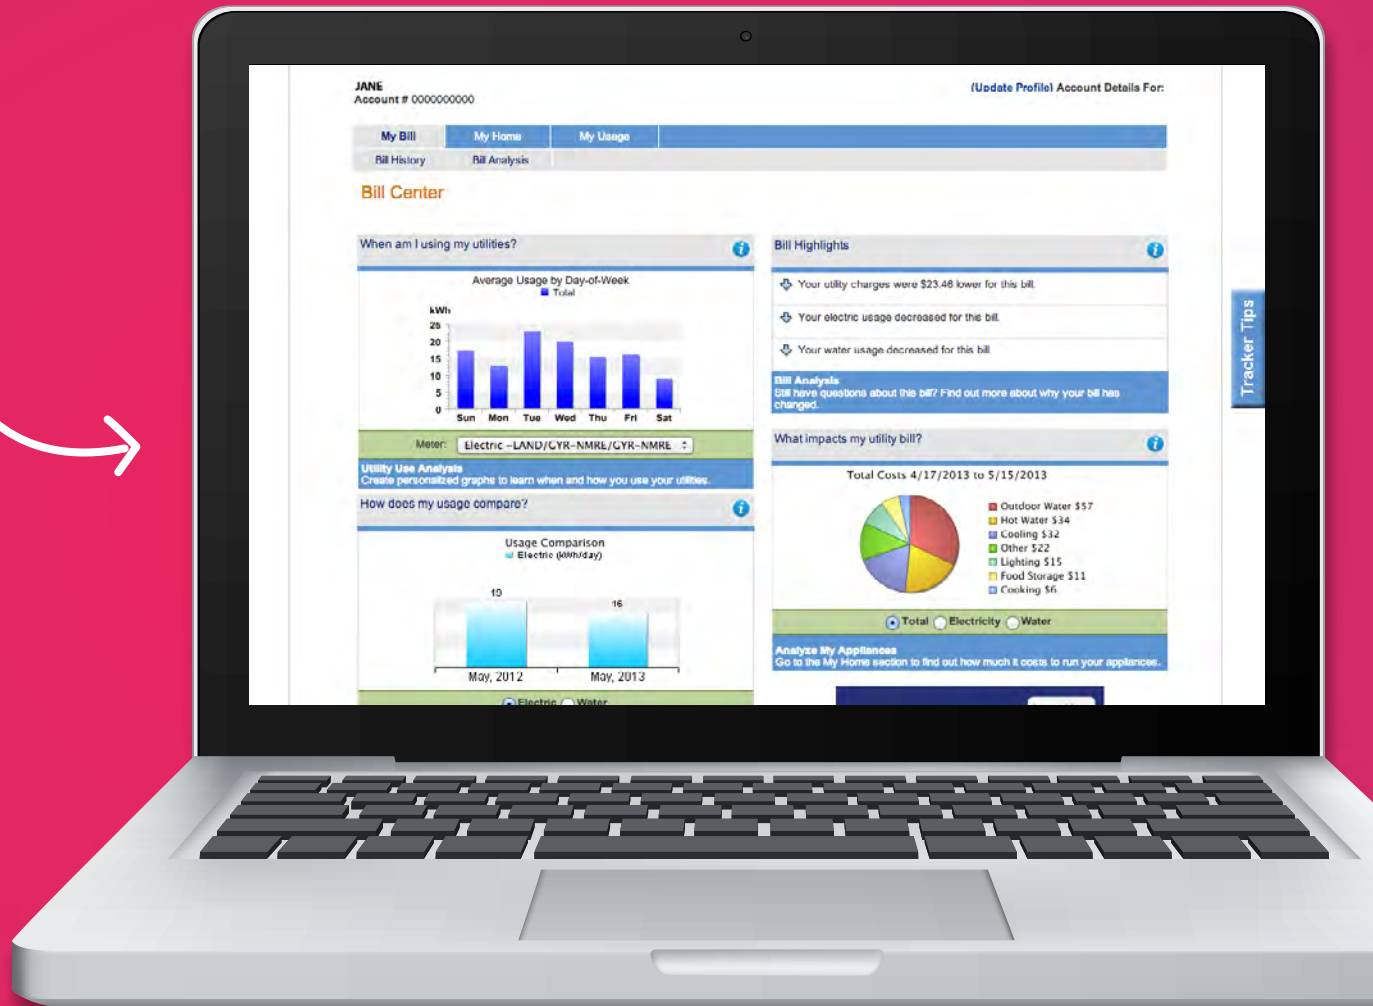 JANE
Account # 0000000000
(Update Profile) Account Details For:
My Bill
My Home
My Usage
Bill History
Bill Analysis
Bill Center
When am I using my utilities?
Average Usage by Day-of-Week
Total
kWh
25
20
15
10
5
0
Sun Mon Tue Wed Thu Fri Sat
Meter: Electric -LAND/GYR-NMRE/GYR-NMRE
Utility Use Analysis
Create personalized graphs to learn when and how you use your utilities.
How does my usage compare?
Usage Comparison
Electric (kWh/day)
19
16
May, 2012
May, 2013
Electric
Water
Bill Highlights
Your utility charges were $23.46 lower for this bill.
Your electric usage decreased for this bill.
Your water usage decreased for this bill
Bill Analysis
Still have questions about this bill? Find out more about why your bill has
changed.
What impacts my utility bill?
Total Costs 4/17/2013 to 5/15/2013
Outdoor Water $57
Hot Water $34
Cooling $32
Other $22
Lighting $15
Food Storage $11
Cooking $6
Total Electricity Water
Analyze My Appliances
Go to the My Home section to find out how much it costs to run your appliances.
Tracker Tips